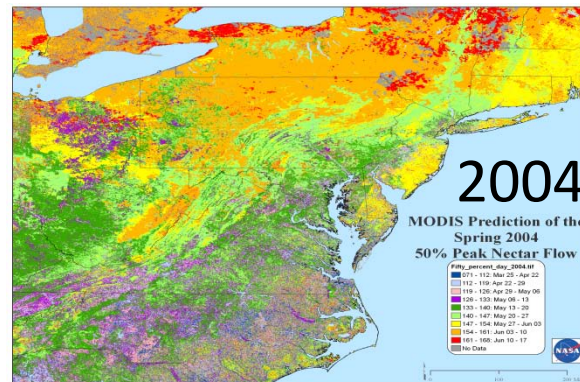 2004
MODIS Prediction of the
Spring 2004
50% Peak Nectar Flow
Fifty_percent_day_2004.tif
071 - 112: Mar 25 - Apr 22
112 - 119: Apr 22 - 29
119 - 126: Apr 29 - May 06
126 - 133: May 06 - 13
133 - 140: May 13 - 20
140 - 147: May 20 - 27
147 - 154: May 27 - Jun 03
154 - 161: Jun 03 - 10
161 - 168: Jun 10 - 17
No Data
NASA